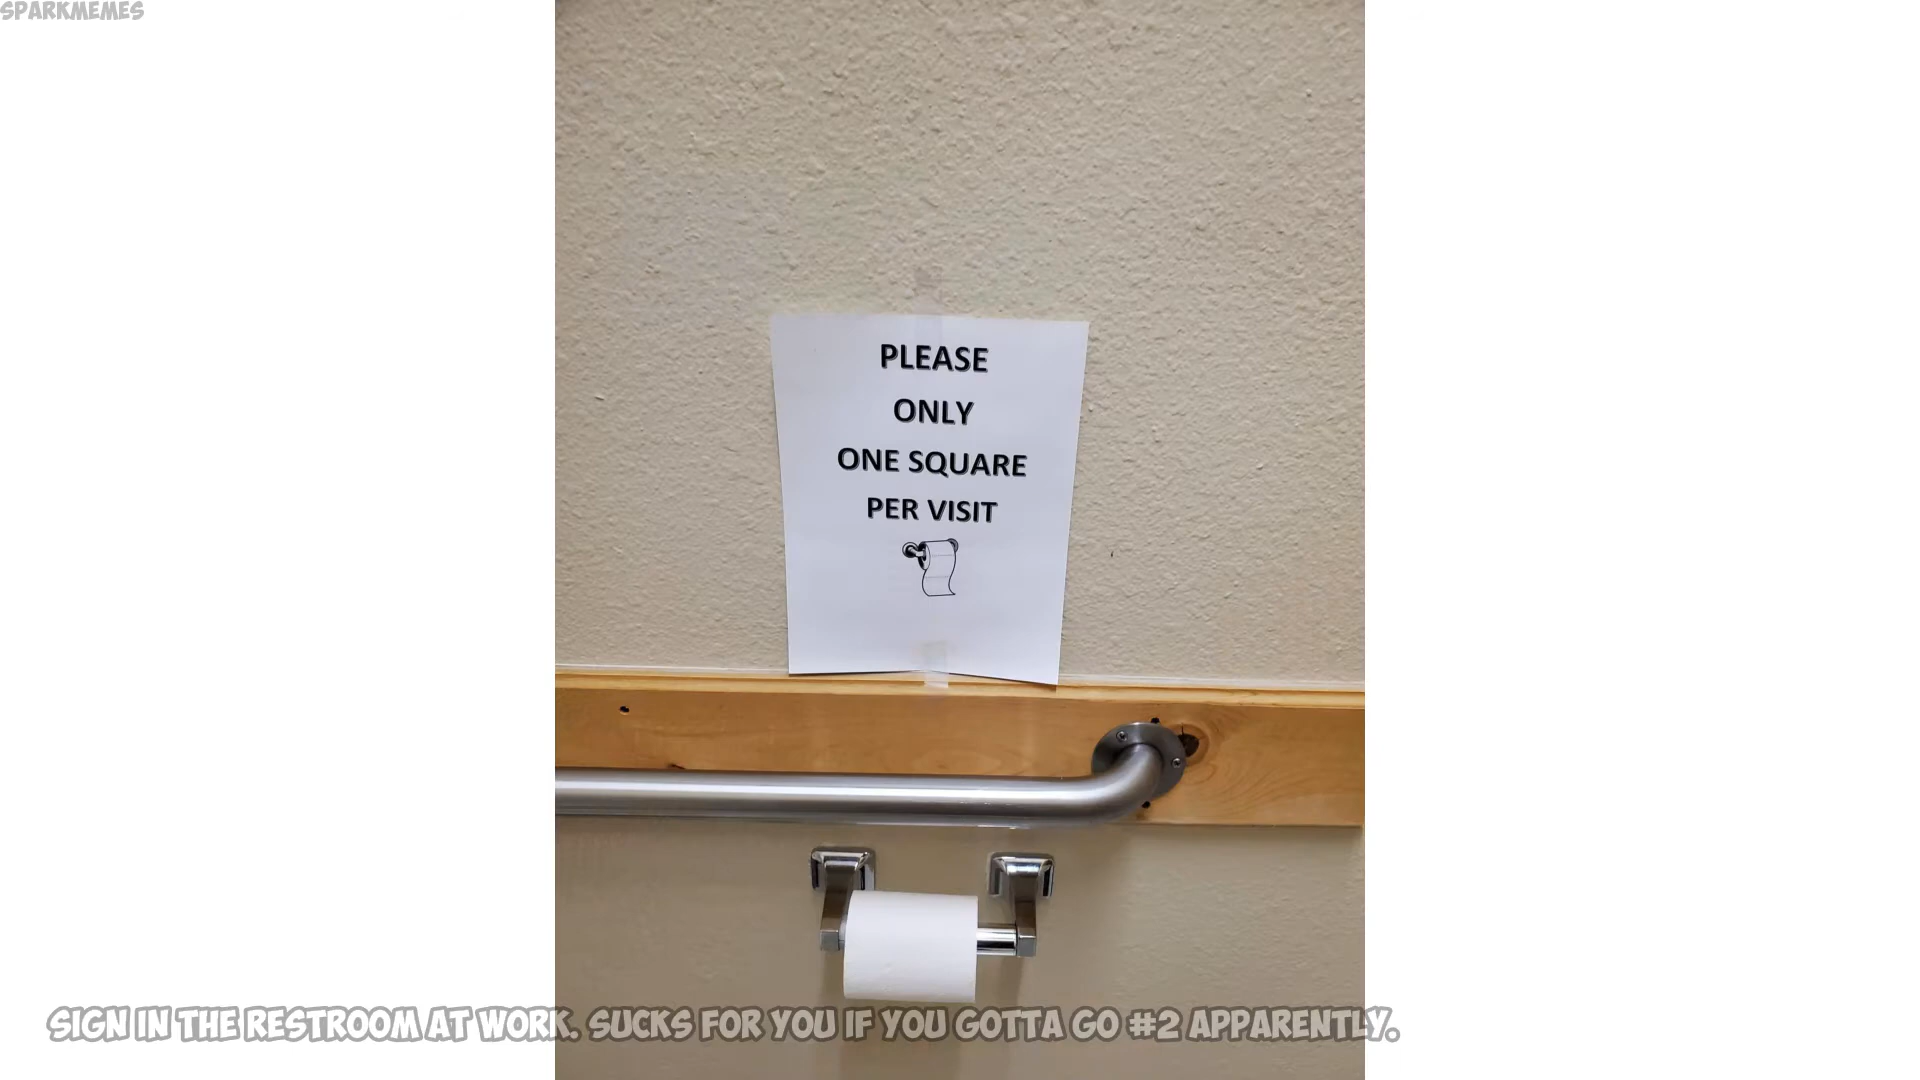 SPARKMEMES
PLEASE
ONLY
ONE SQUARE
PER VISIT
SIGN IN THE RESTROOM AT WORK. SUCKS FOR YOU IF YOU GOTTA GO #2 APPARENTLY.